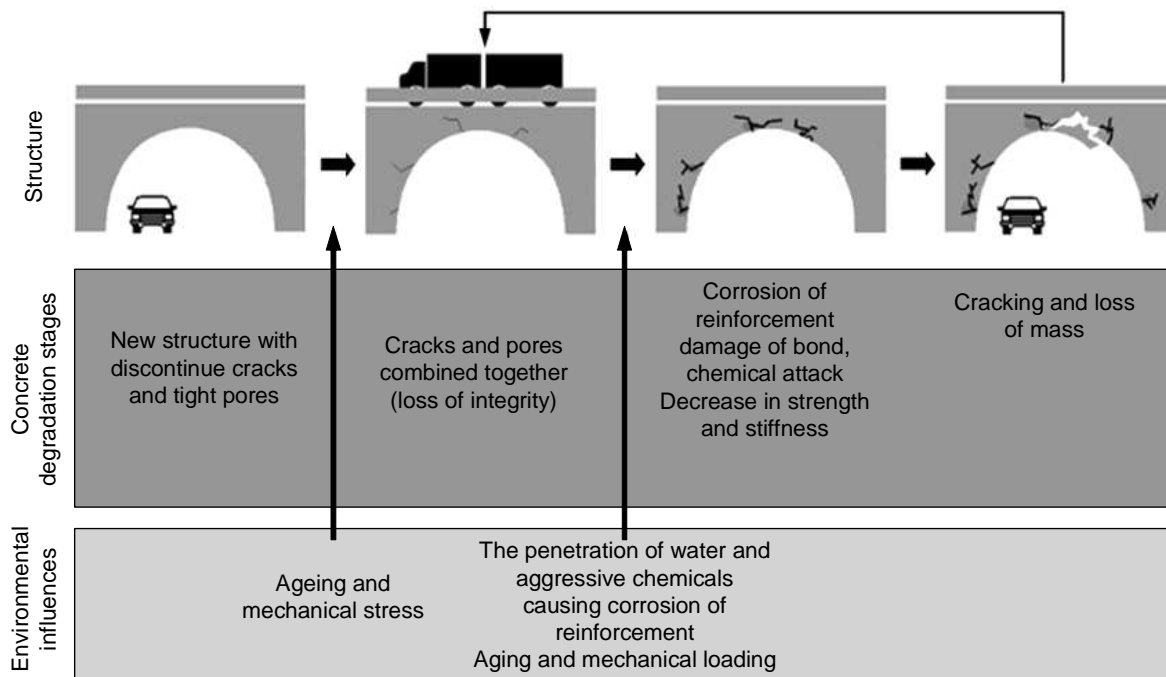 Structure
Concrete
degradation stages
New structure with
discontinue cracks
and tight pores
Cracks and pores
combined together
(loss of integrity)
Corrosion of
reinforcement
damage of bond,
chemical attack
Decrease in strength
and stiffness
Cracking and loss
of mass
Environmental
influences
Ageing and
mechanical stress
The penetration of water and
aggressive chemicals
causing corrosion of
reinforcement
Aging and mechanical loading